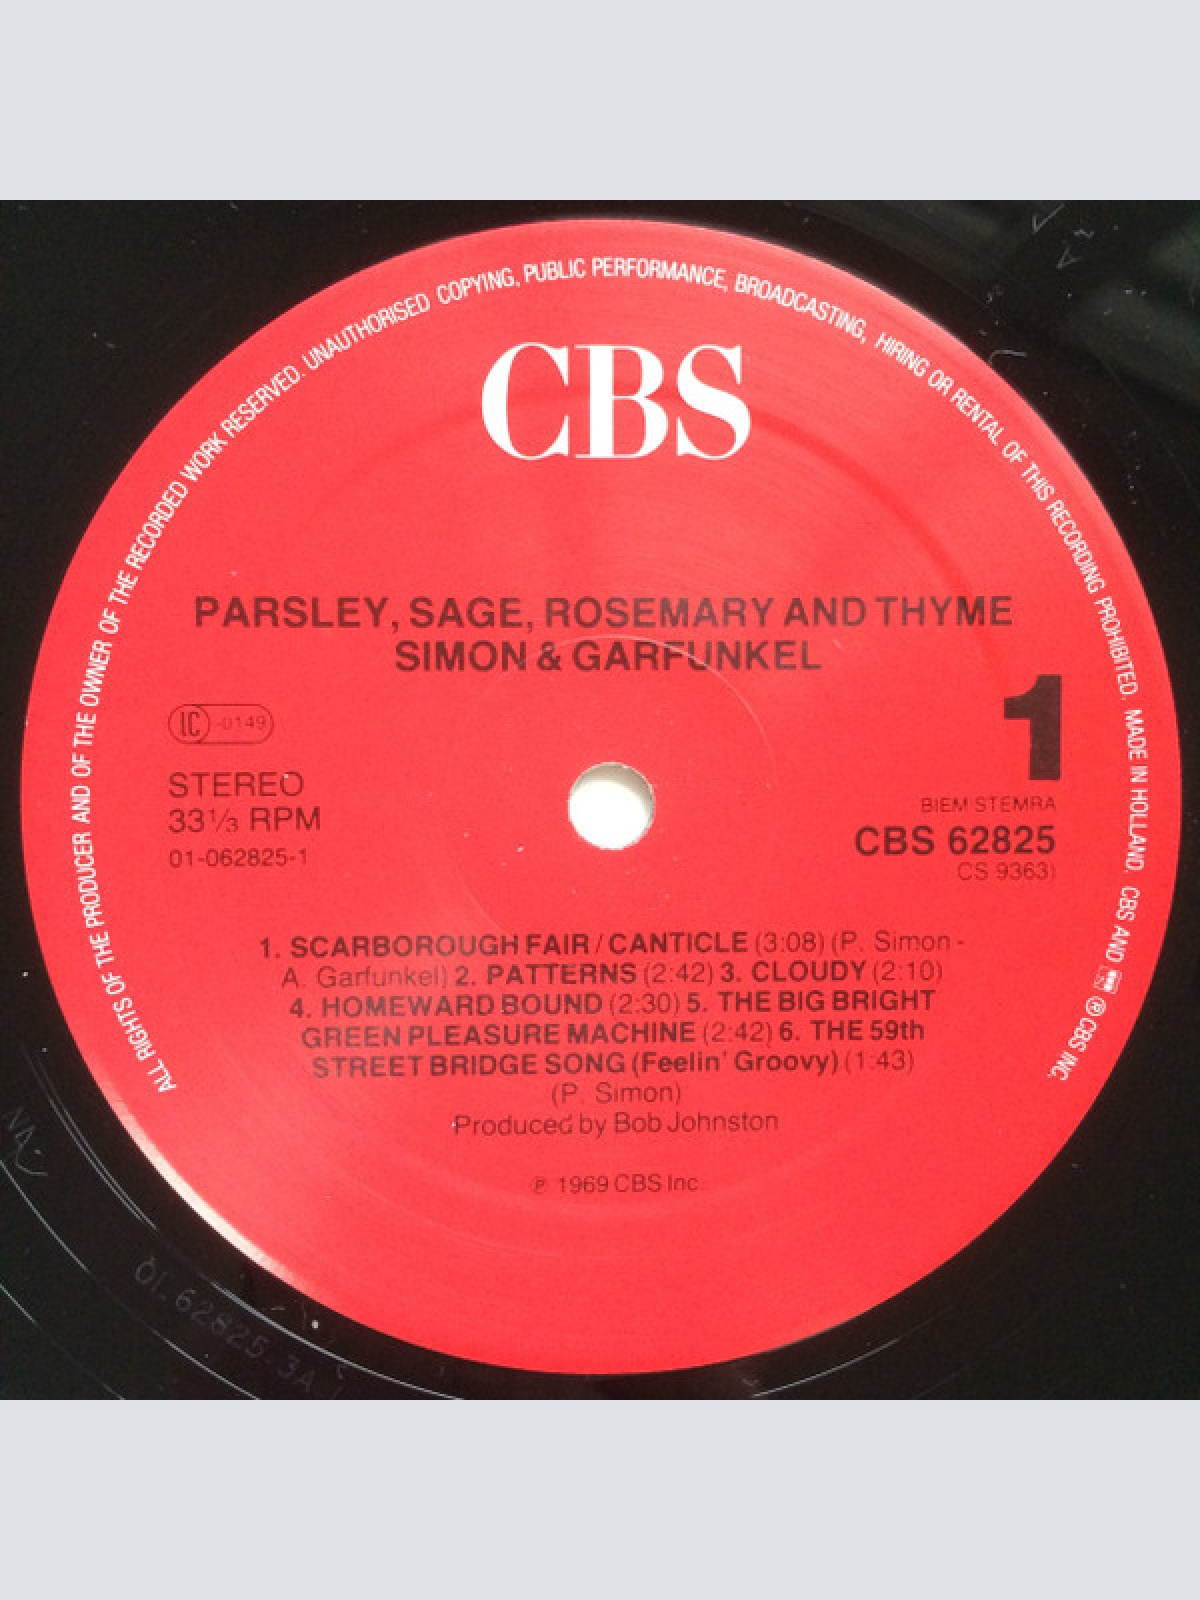 ALL RIGHTS OF THE PRODUCER AND OF THE OWNER OF THE RECORDED WORK RESERVED. UNAUTHORISED COPYING, PUBLIC PERFORMANCE, BROADCASTING, HIRING OR RENTAL OF THIS RECORDING PROHIBITED. MADE IN HOLLAND. CBS AND ℗ CBS INC.
CBS
PARSLEY, SAGE, ROSEMARY AND THYME
SIMON & GARFUNKEL
LC -0149
1
STEREO
33⅓ RPM
01-062825-1
BIEM STEMRA
CBS 62825
CS 9363)
1. SCARBOROUGH FAIR / CANTICLE (3:08) (P. Simon -
A. Garfunkel) 2. PATTERNS (2:42) 3. CLOUDY (2:10)
4. HOMEWARD BOUND (2:30) 5. THE BIG BRIGHT
GREEN PLEASURE MACHINE (2:42) 6. THE 59th
STREET BRIDGE SONG (Feelin' Groovy) (1:43)
(P. Simon)
Produced by Bob Johnston
℗ 1969 CBS Inc.
01.62825.3A